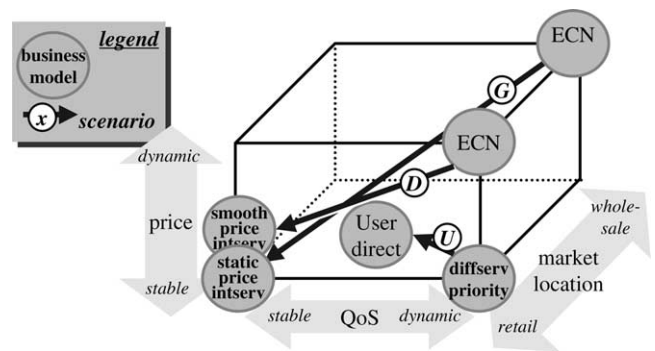 legend
business
model
x
scenario
ECN
G
ECN
D
dynamic
price
stable
smooth
price
intserv
static
price
intserv
User
direct
U
diffserv
priority
whole-
sale
market
location
retail
stable
QoS
dynamic